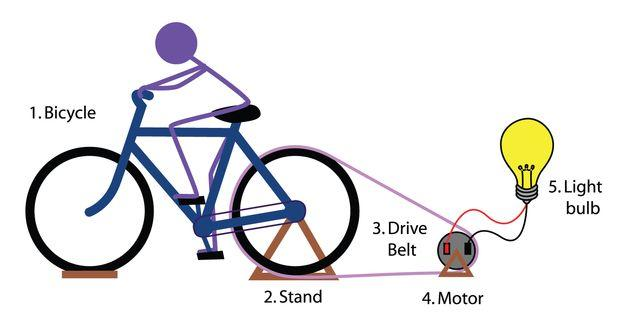 1. Bicycle
2. Stand
3. Drive
Belt
4. Motor
5. Light
bulb